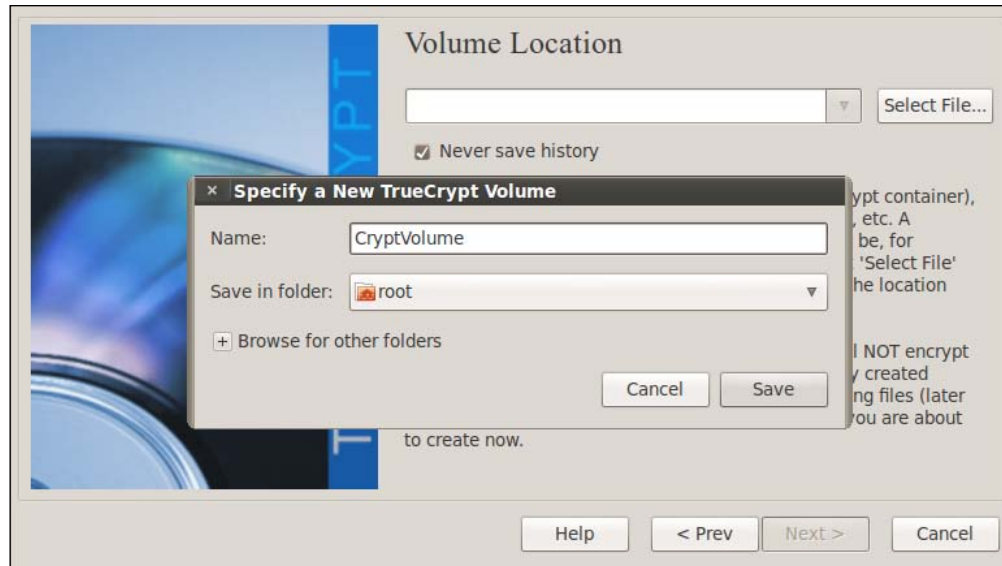 Volume Location
Select File...
Never save history
× Specify a New TrueCrypt Volume
Name: CryptVolume
Save in folder: root
+ Browse for other folders
Cancel Save
ypt container),
, etc. A
be, for
'Select File'
he location
l NOT encrypt
y created
ng files (later
you are about
to create now.
T YPT
Help < Prev Next > Cancel